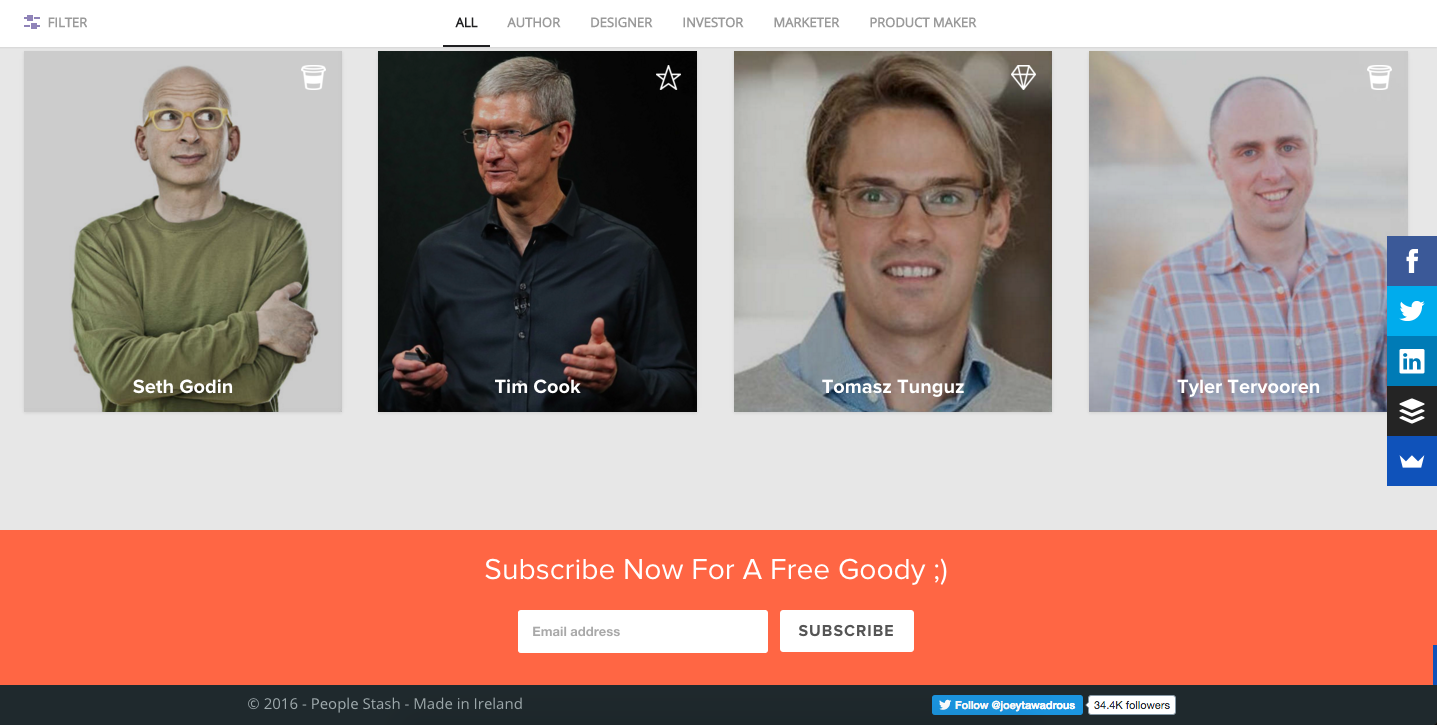 FILTER
ALL AUTHOR DESIGNER INVESTOR MARKETER PRODUCT MAKER
Seth Godin
Tim Cook
Tomasz Tunguz
Tyler Tervooren
Subscribe Now For A Free Goody ;)
Email address
SUBSCRIBE
© 2016 - People Stash - Made in Ireland
Follow @joeytawadrous
34.4K followers